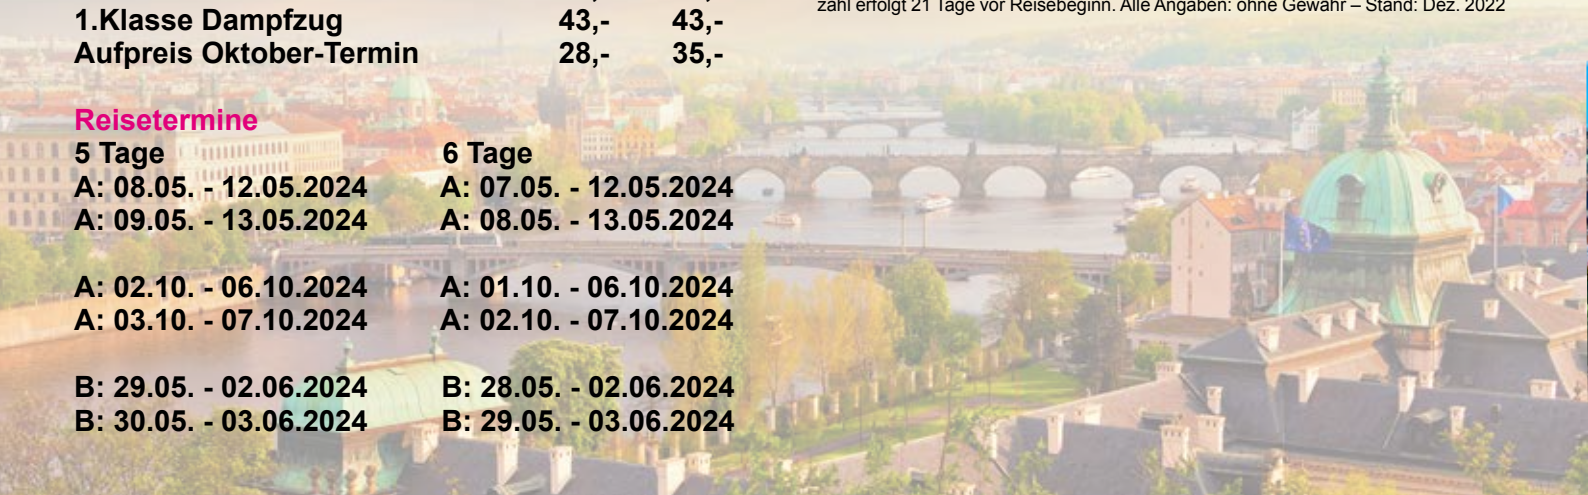 zahl erfolgt 21 Tage vor Reisebeginn. Alle Angaben: ohne Gewähr – Stand: Dez. 2022
1.Klasse Dampfzug 43,- 43,-
Aufpreis Oktober-Termin 28,- 35,-
Reisetermine
5 Tage 6 Tage
A: 08.05. - 12.05.2024 A: 07.05. - 12.05.2024
A: 09.05. - 13.05.2024 A: 08.05. - 13.05.2024
A: 02.10. - 06.10.2024 A: 01.10. - 06.10.2024
A: 03.10. - 07.10.2024 A: 02.10. - 07.10.2024
B: 29.05. - 02.06.2024 B: 28.05. - 02.06.2024
B: 30.05. - 03.06.2024 B: 29.05. - 03.06.2024